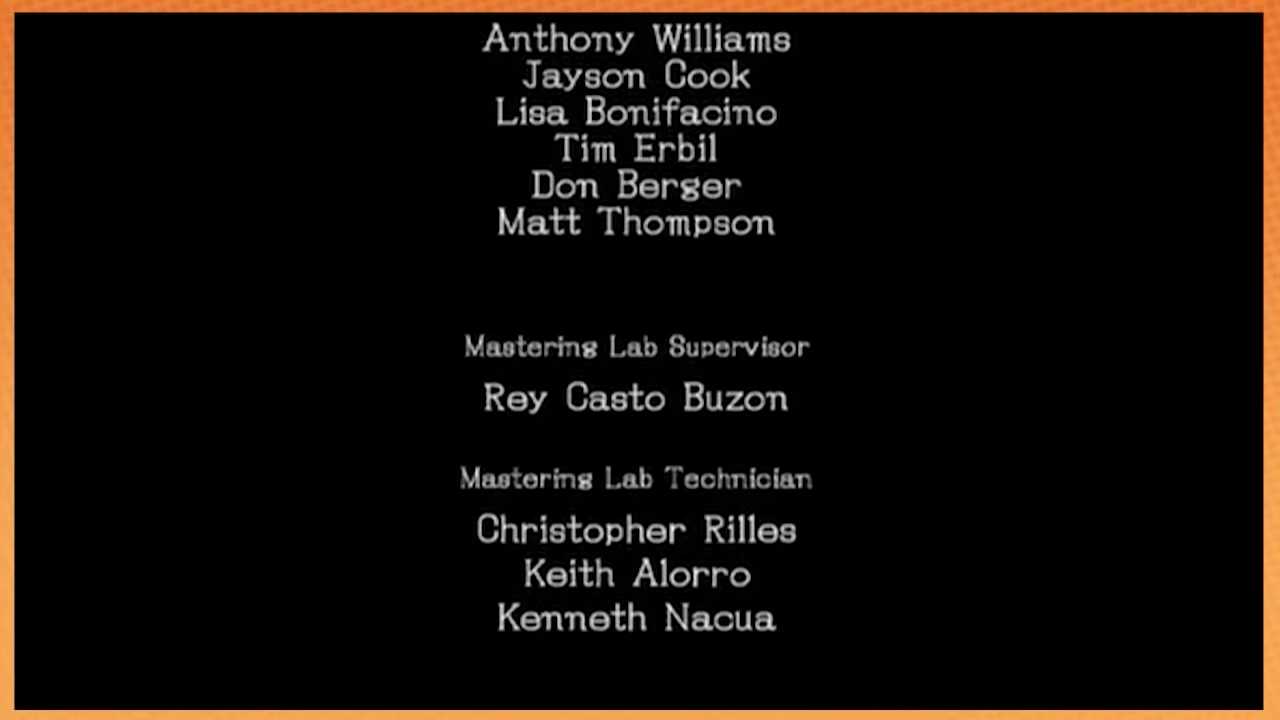 Anthony Williams
Jayson Cook
Lisa Bonifacino
Tim Erbil
Don Berger
Matt Thompson
Mastering Lab Supervisor
Rey Casto Buzon
Mastering Lab Technician
Christopher Rilles
Keith Alorro
Kenneth Nacua